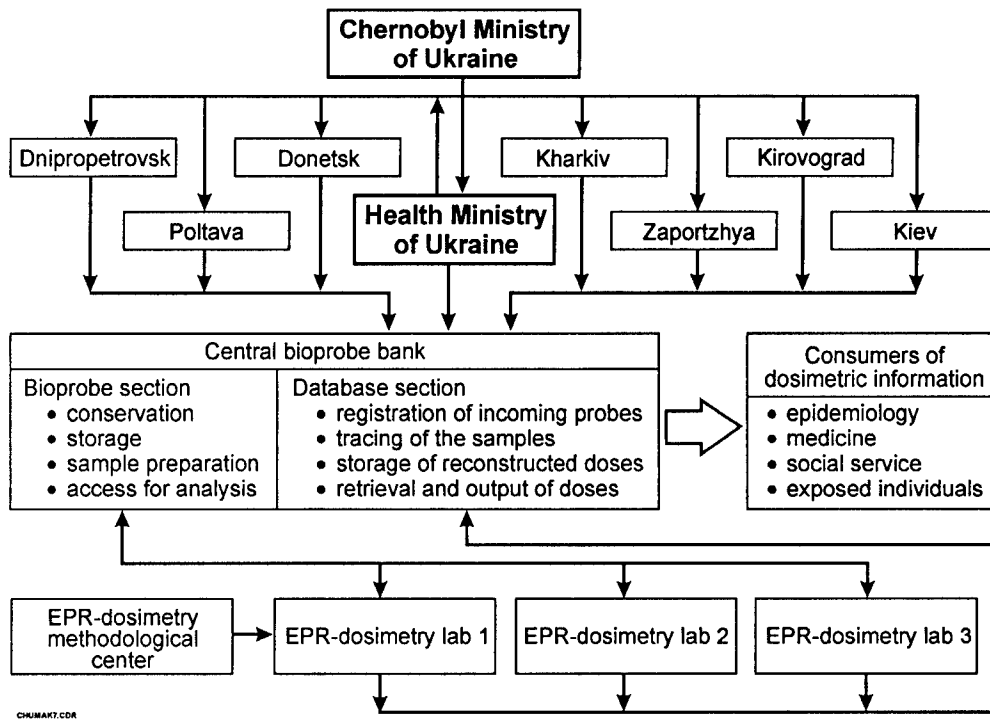 Chernobyl Ministry
of Ukraine
Dnipropetrovsk
Donetsk
Kharkiv
Kirovograd
Poltava
Health Ministry
of Ukraine
Zaportzhya
Kiev
Central bioprobe bank
Bioprobe section
• conservation
• storage
• sample preparation
• access for analysis
Database section
• registration of incoming probes
• tracing of the samples
• storage of reconstructed doses
• retrieval and output of doses
Consumers of
dosimetric information
• epidemiology
• medicine
• social service
• exposed individuals
EPR-dosimetry
methodological
center
EPR-dosimetry lab 1
EPR-dosimetry lab 2
EPR-dosimetry lab 3
CHUMAK7.CDR